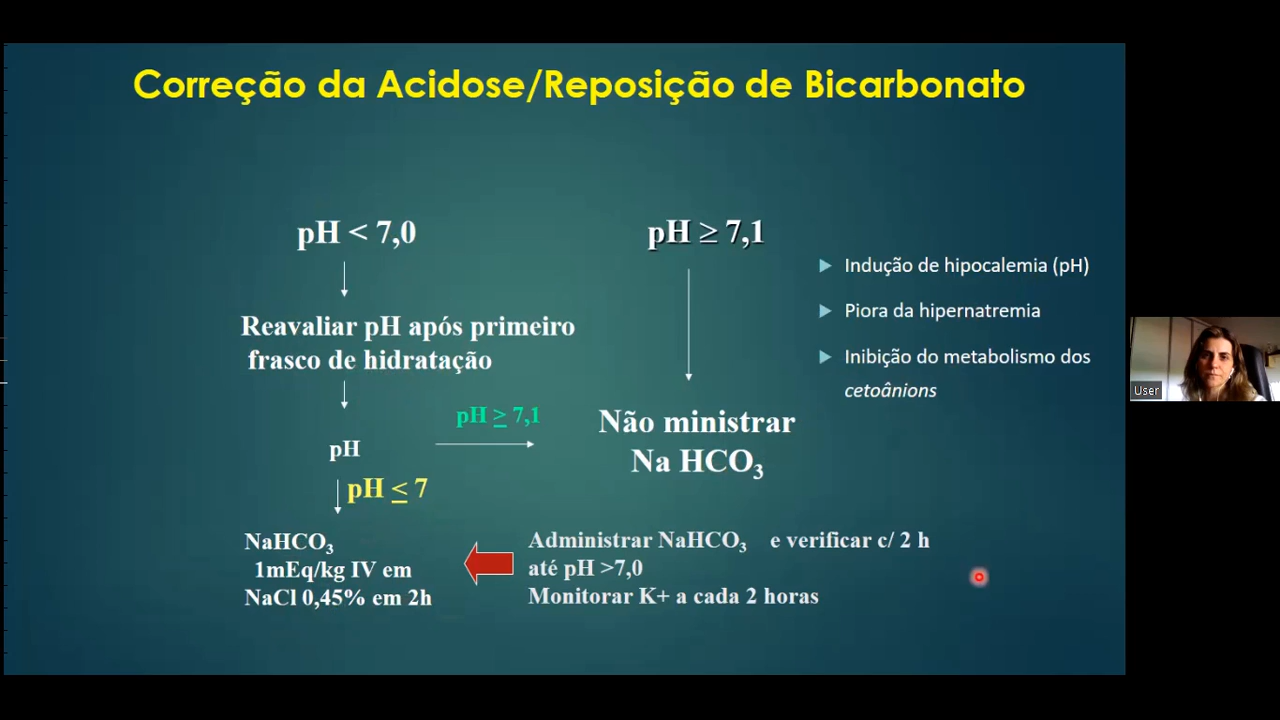 Correção da Acidose/Reposição de Bicarbonato
pH < 7,0
Reavaliar pH após primeiro
frasco de hidratação
pH
pH ≥ 7,1
pH ≤ 7
NaHCO₃
1mEq/kg IV em
NaCl 0,45% em 2h
pH ≥ 7,1
Não ministrar
Na HCO₃
Administrar NaHCO₃ e verificar c/ 2 h
até pH >7,0
Monitorar K+ a cada 2 horas
Indução de hipocalemia (pH)
Piora da hipernatremia
Inibição do metabolismo dos
cetoânions
User